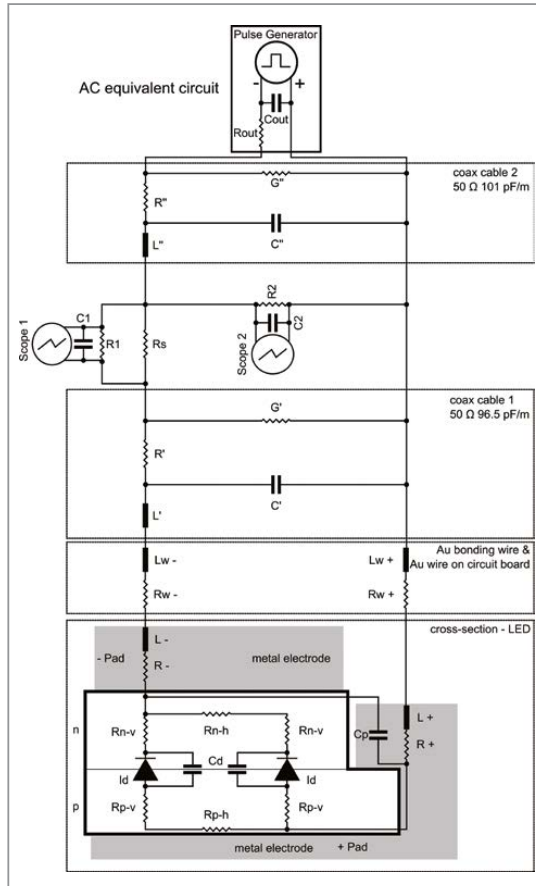 Pulse Generator
AC equivalent circuit
- +
Cout
Rout
coax cable 2
50 Ω 101 pF/m
G"
R"
C"
L"
R2
C1
Scope 1
R1
Rs
Scope 2
C2
coax cable 1
50 Ω 96.5 pF/m
G'
R'
C'
L'
Au bonding wire &
Au wire on circuit board
Lw - Lw +
Rw - Rw +
cross-section - LED
L -
- Pad metal electrode
R -
L +
Cp
R +
n Rn-v Rn-h Rn-v
Cd
Id Id
p Rp-v Rp-v
Rp-h
metal electrode + Pad